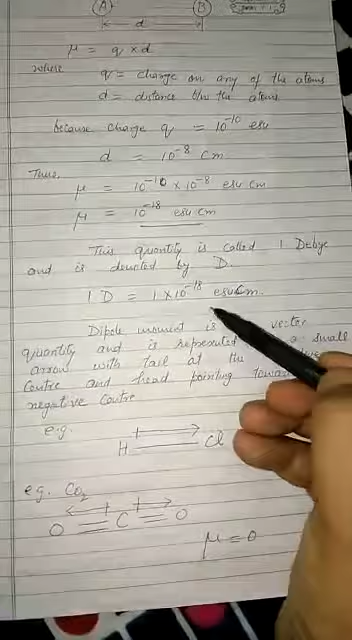 A B
d
μ = q × d
where
q = charge on any of the atoms
d = distance b/w the atoms
because charge q = 10⁻¹⁰ esu
d = 10⁻⁸ cm
Thus,
μ = 10⁻¹⁰ × 10⁻⁸ esu cm
μ = 10⁻¹⁸ esu cm
This quantity is called 1 Debye
and is denoted by D.
1 D = 1 × 10⁻¹⁸ esu cm.
Dipole moment is vector
quantity and is represented a small
arrow with tail at the
centre and head pointing
negative centre
e.g.
H Cl
eg. CO₂
O = C = O
μ = 0